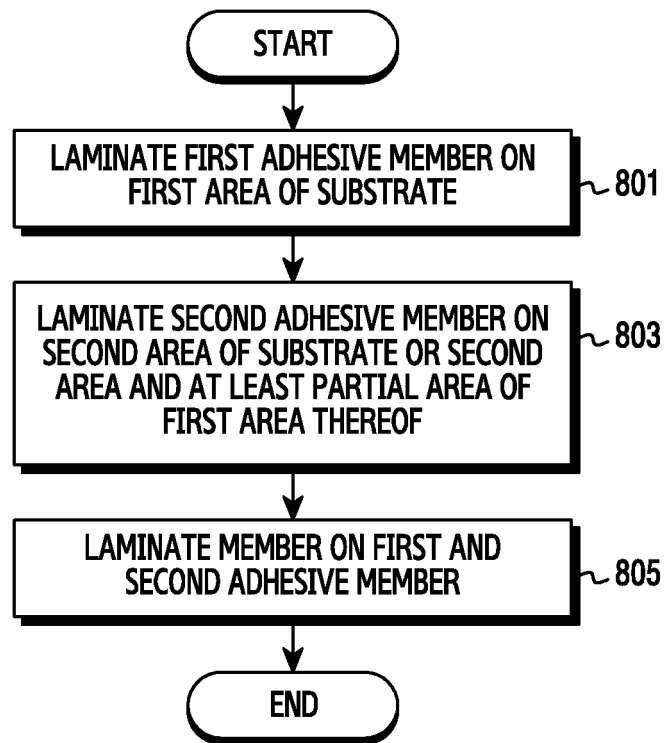 START
LAMINATE FIRST ADHESIVE MEMBER ON
FIRST AREA OF SUBSTRATE
801
LAMINATE SECOND ADHESIVE MEMBER ON
SECOND AREA OF SUBSTRATE OR SECOND
AREA AND AT LEAST PARTIAL AREA OF
FIRST AREA THEREOF
803
LAMINATE MEMBER ON FIRST AND
SECOND ADHESIVE MEMBER
805
END